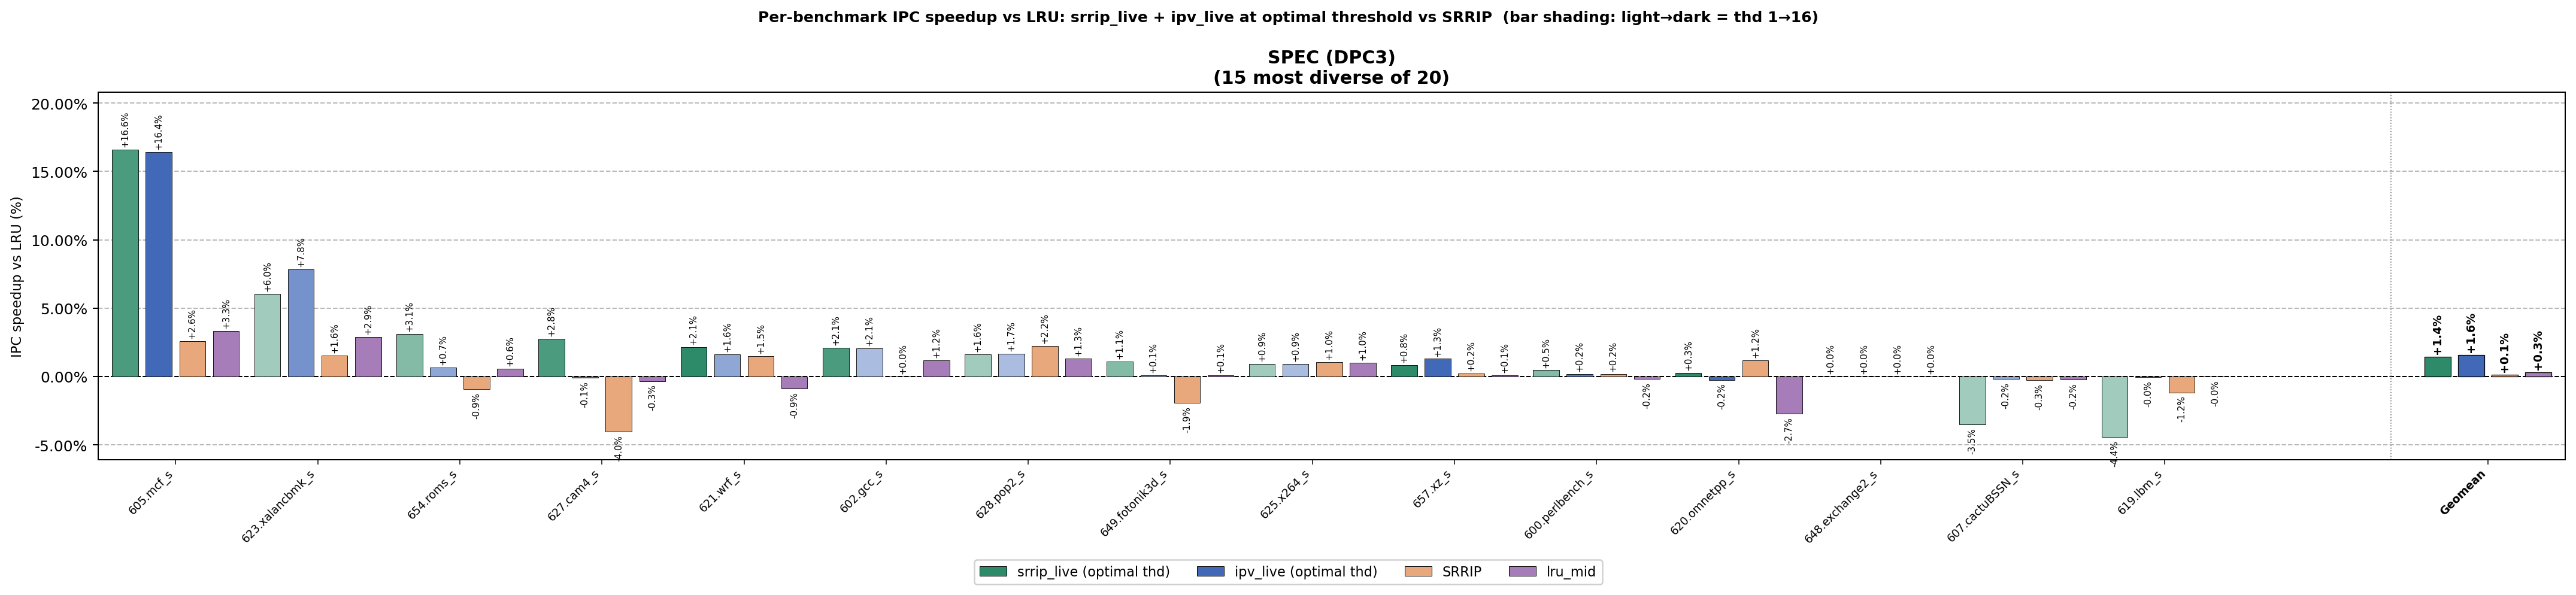 Per-benchmark IPC speedup vs LRU: srrip_live + ipv_live at optimal threshold vs SRRIP (bar shading: light→dark = thd 1→16)
SPEC (DPC3)
(15 most diverse of 20)
IPC speedup vs LRU (%)
20.00%
15.00%
10.00%
5.00%
0.00%
-5.00%
+16.6%
+16.4%
+2.6%
+3.3%
+6.0%
+7.8%
+1.6%
+2.9%
+3.1%
+0.7%
-0.9%
+0.6%
+2.8%
-0.1%
-4.0%
-0.3%
+2.1%
+1.6%
+1.5%
-0.9%
+2.1%
+2.1%
+0.0%
+1.2%
+1.6%
+1.7%
+2.2%
+1.3%
+1.1%
+0.1%
-1.9%
+0.1%
+0.9%
+0.9%
+1.0%
+1.0%
+0.8%
+1.3%
+0.2%
+0.1%
+0.5%
+0.2%
+0.2%
-0.2%
+0.3%
-0.2%
+1.2%
-2.7%
+0.0%
+0.0%
+0.0%
+0.0%
-3.5%
-0.2%
-0.3%
-0.2%
-4.4%
-0.0%
-1.2%
-0.0%
+1.4%
+1.6%
+0.1%
+0.3%
605.mcf_s
623.xalancbmk_s
654.roms_s
627.cam4_s
621.wrf_s
602.gcc_s
628.pop2_s
649.fotonik3d_s
625.x264_s
657.xz_s
600.perlbench_s
620.omnetpp_s
648.exchange2_s
607.cactuBSSN_s
619.lbm_s
Geomean
srrip_live (optimal thd)
ipv_live (optimal thd)
SRRIP
lru_mid